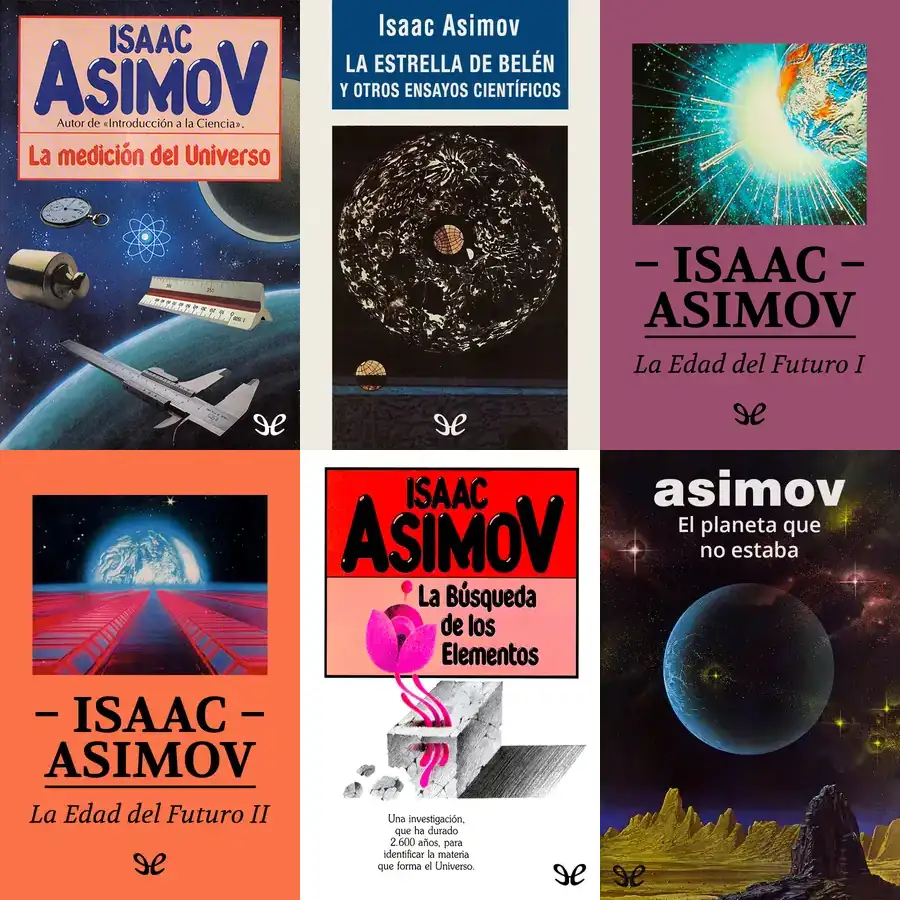 ISAAC
ASIMOV
Autor de «Introducción a la Ciencia».
La medición del Universo
Isaac Asimov
LA ESTRELLA DE BELÉN
Y OTROS ENSAYOS CIENTÍFICOS
– ISAAC –
ASIMOV
La Edad del Futuro I
– ISAAC –
ASIMOV
La Edad del Futuro II
ISAAC
ASIMOV
La Búsqueda
de los
Elementos
Una investigación,
que ha durado
2.600 años, para
identificar la materia
que forma el Universo.
asimov
El planeta que
no estaba